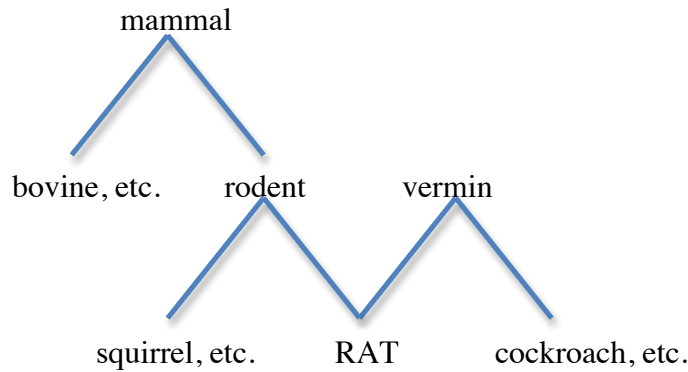 mammal
bovine, etc.
rodent
vermin
squirrel, etc.
RAT
cockroach, etc.